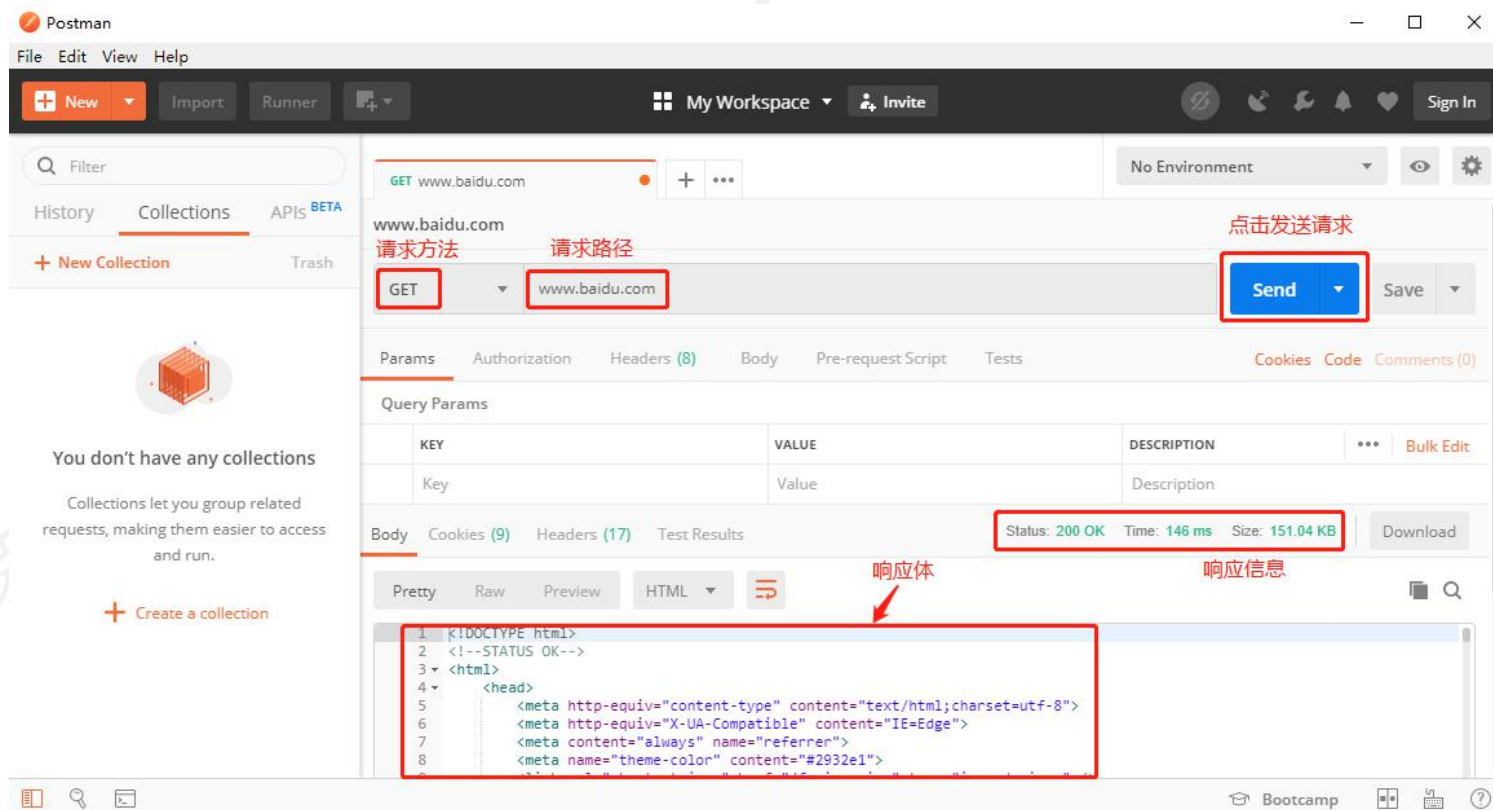 Postman
File Edit View Help
New Import Runner My Workspace Invite Sign In
Filter
GET www.baidu.com
No Environment
History Collections APIs BETA
www.baidu.com
点击发送请求
请求方法 请求路径
+ New Collection Trash
GET www.baidu.com Send Save
Params Authorization Headers (8) Body Pre-request Script Tests Cookies Code Comments (0)
Query Params
KEY VALUE DESCRIPTION Bulk Edit
Key Value Description
You don't have any collections
Collections let you group related
requests, making them easier to access
and run.
+ Create a collection
Body Cookies (9) Headers (17) Test Results Status: 200 OK Time: 146 ms Size: 151.04 KB Download
响应体 响应信息
Pretty Raw Preview HTML
1 <!DOCTYPE html>
2 <!--STATUS OK-->
3 <html>
4 <head>
5 <meta http-equiv="content-type" content="text/html;charset=utf-8">
6 <meta http-equiv="X-UA-Compatible" content="IE=Edge">
7 <meta content="always" name="referrer">
8 <meta name="theme-color" content="#2932e1">
Bootcamp